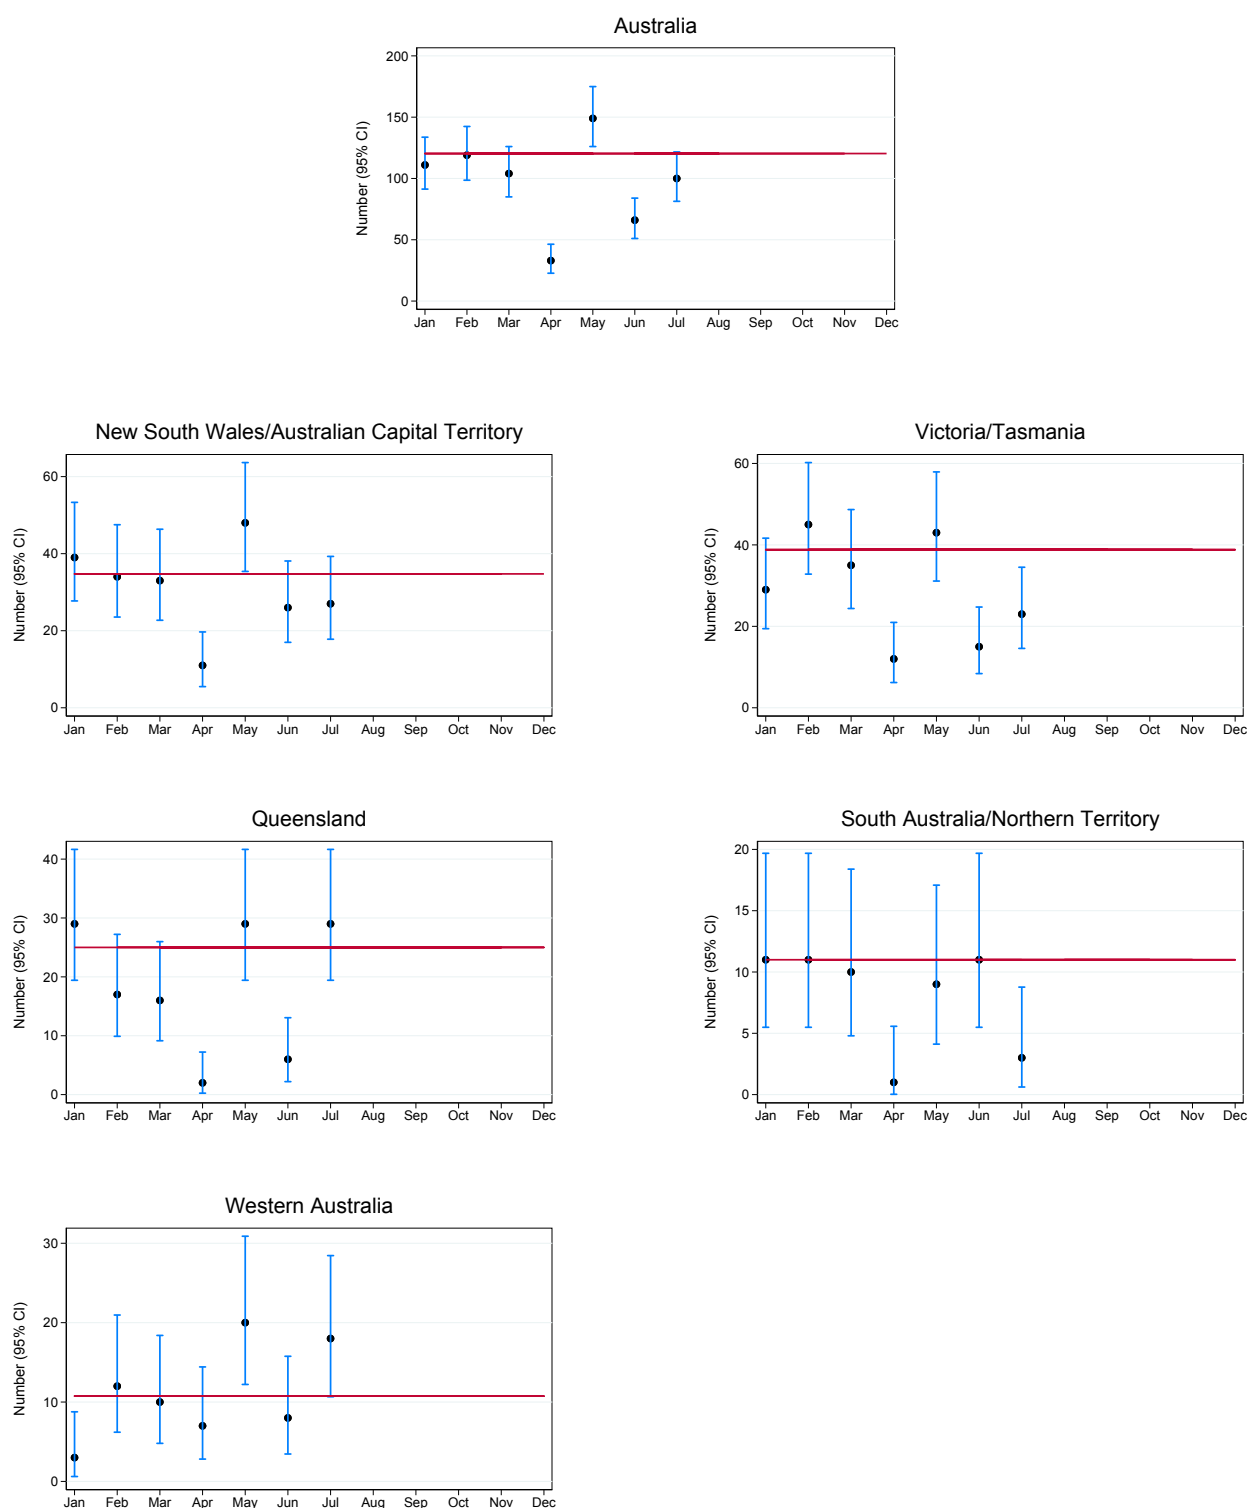 Australia
Number (95% CI)
200
150
100
50
0
Jan Feb Mar Apr May Jun Jul Aug Sep Oct Nov Dec
New South Wales/Australian Capital Territory
Number (95% CI)
60
40
20
0
Jan Feb Mar Apr May Jun Jul Aug Sep Oct Nov Dec
Victoria/Tasmania
Number (95% CI)
60
40
20
0
Jan Feb Mar Apr May Jun Jul Aug Sep Oct Nov Dec
Queensland
Number (95% CI)
40
30
20
10
0
Jan Feb Mar Apr May Jun Jul Aug Sep Oct Nov Dec
South Australia/Northern Territory
Number (95% CI)
20
15
10
5
0
Jan Feb Mar Apr May Jun Jul Aug Sep Oct Nov Dec
Western Australia
Number (95% CI)
30
20
10
0
Jan Feb Mar Apr May Jun Jul Aug Sep Oct Nov Dec